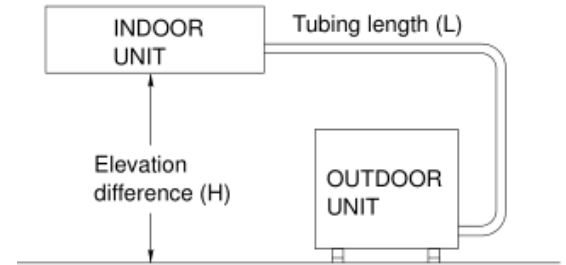 INDOOR
UNIT
Tubing length (L)
Elevation
difference (H)
OUTDOOR
UNIT